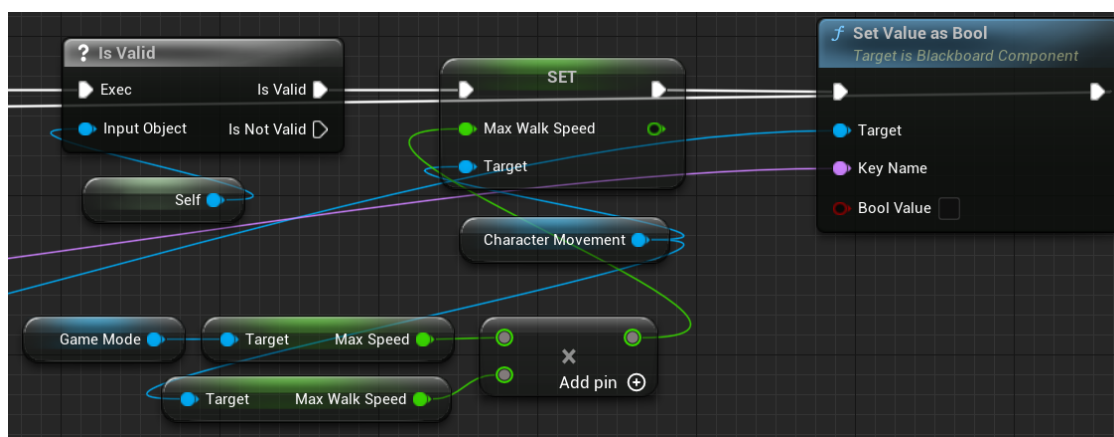 ? Is Valid
Exec
Is Valid
Input Object
Is Not Valid
Self
SET
Max Walk Speed
Target
Character Movement
f Set Value as Bool
Target is Blackboard Component
Target
Key Name
Bool Value
Game Mode
Target
Max Speed
Target
Max Walk Speed
×
Add pin +